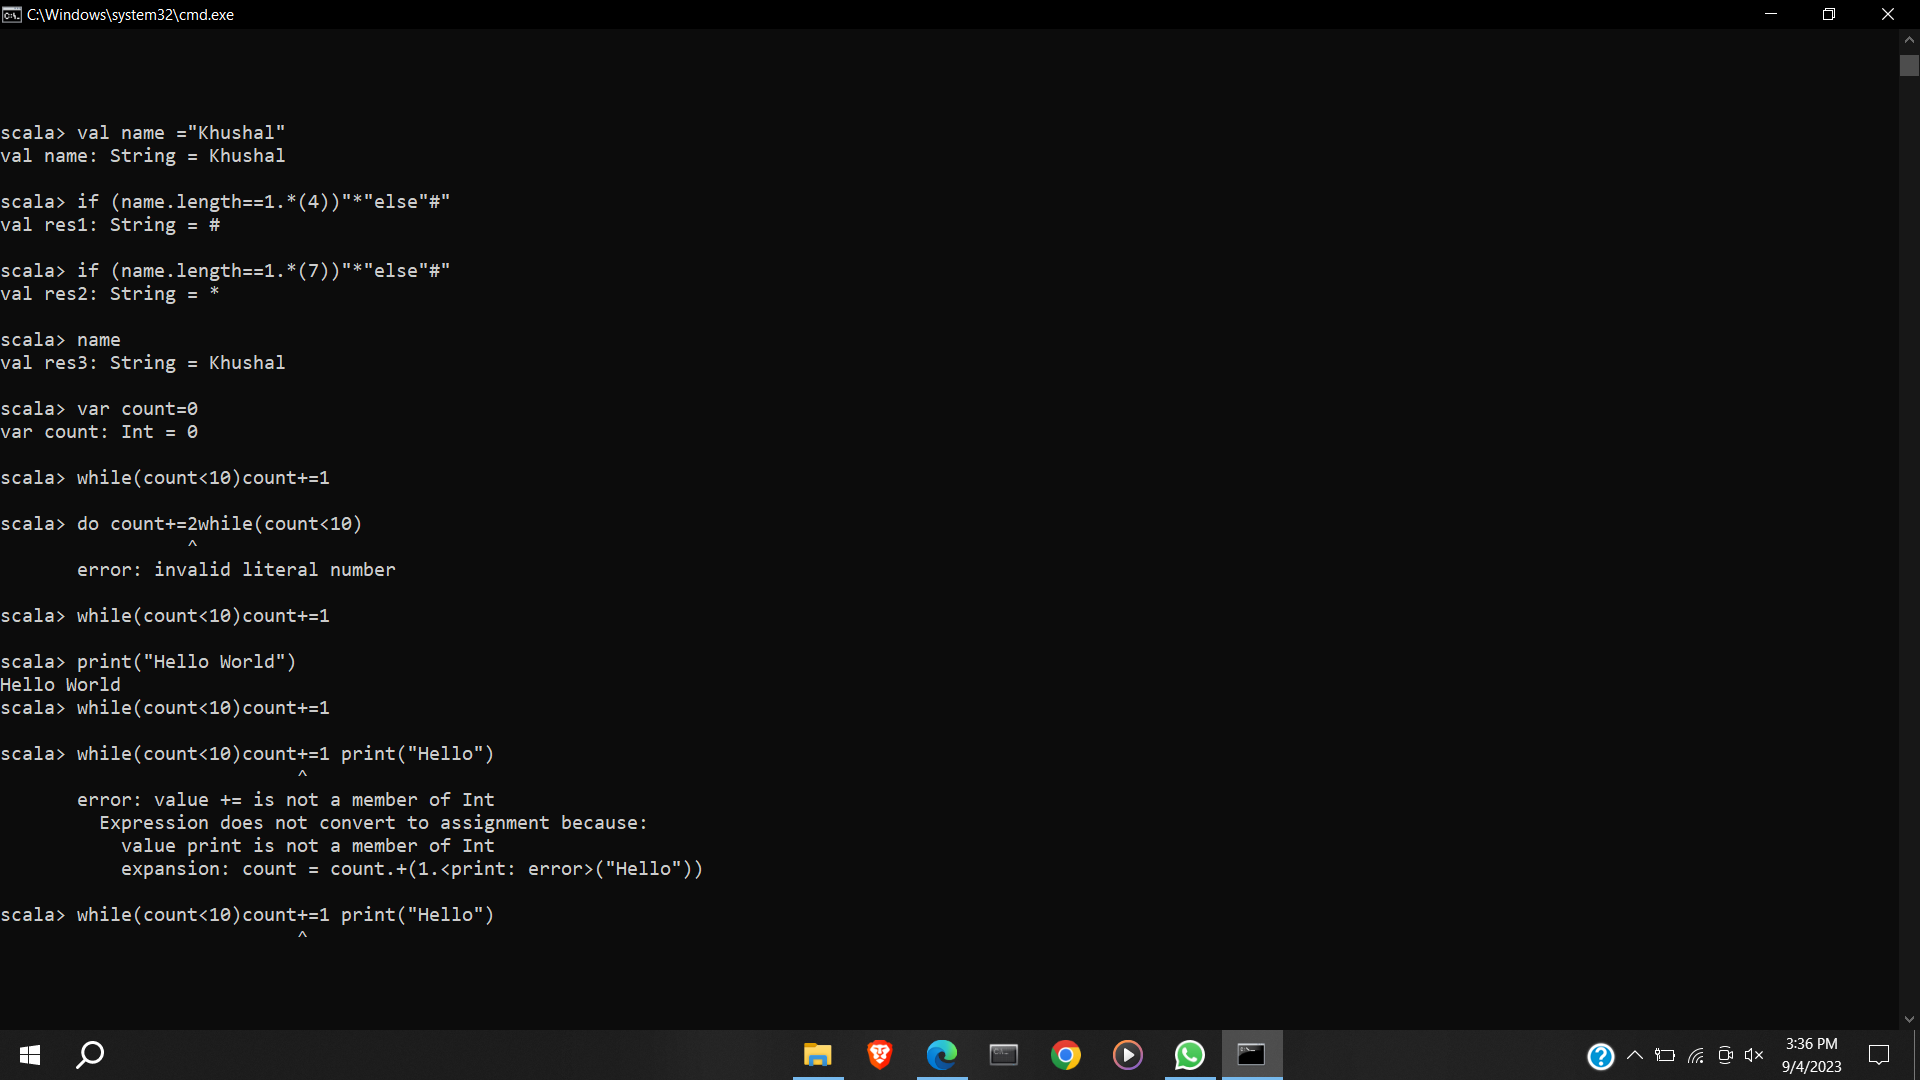 C:\Windows\system32\cmd.exe
scala> val name ="Khushal"
val name: String = Khushal
scala> if (name.length==1.*(4))"*"else"#"
val res1: String = #
scala> if (name.length==1.*(7))"*"else"#"
val res2: String = *
scala> name
val res3: String = Khushal
scala> var count=0
var count: Int = 0
scala> while(count<10)count+=1
scala> do count+=2while(count<10)
^
error: invalid literal number
scala> while(count<10)count+=1
scala> print("Hello World")
Hello World
scala> while(count<10)count+=1
scala> while(count<10)count+=1 print("Hello")
^
error: value += is not a member of Int
Expression does not convert to assignment because:
value print is not a member of Int
expansion: count = count.+(1.<print: error>("Hello"))
scala> while(count<10)count+=1 print("Hello")
^
3:36 PM
9/4/2023